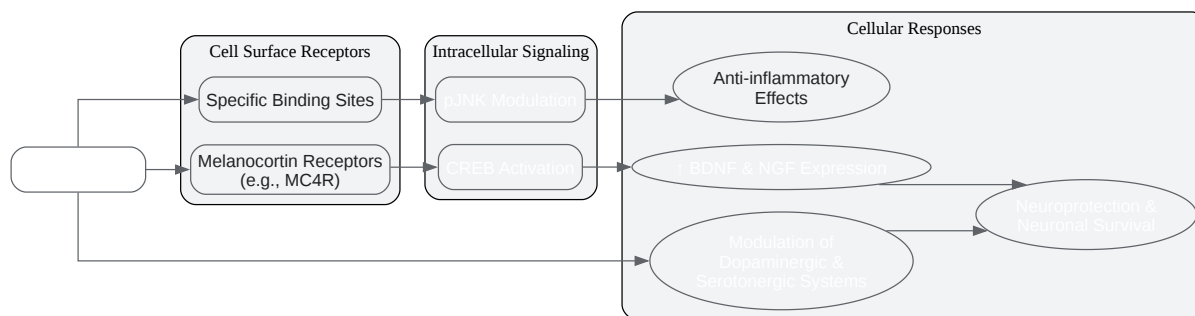 Cell Surface Receptors
Specific Binding Sites
Melanocortin Receptors
(e.g., MC4R)
Intracellular Signaling
pJNK Modulation
CREB Activation
Cellular Responses
Anti-inflammatory
Effects
↑ BDNF & NGF Expression
Modulation of
Dopaminergic &
Serotonergic Systems
Neuroprotection &
Neuronal Survival